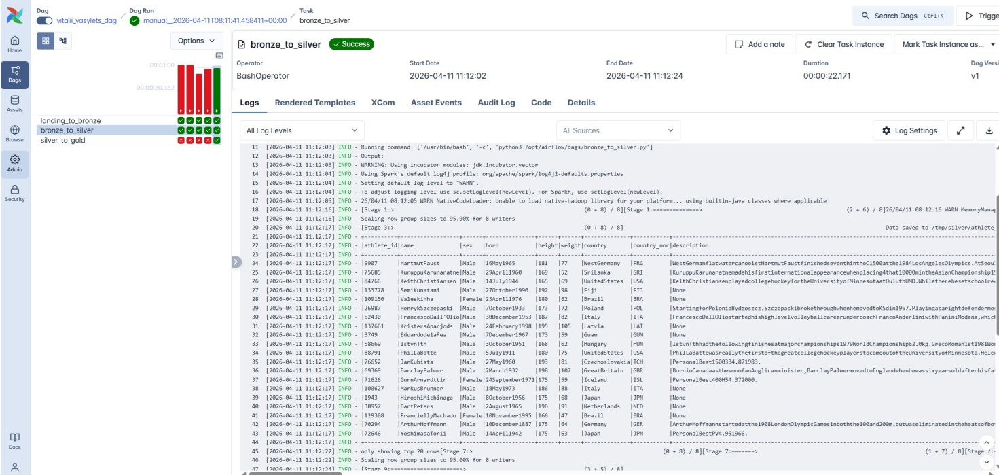 Dag
vitalii_vasylets_dag
Dag Run
manual__2026-04-11T08:11:41.458411+00:00
Task
bronze_to_silver
Search Dags Ctrl+K
Trigge
Home
Dags
Assets
Browse
Admin
Security
Docs
Options
00:01:00
00:00:30.362
landing_to_bronze
bronze_to_silver
silver_to_gold
bronze_to_silver Success
Add a note
Clear Task Instance
Mark Task Instance as...
Operator Start Date End Date Duration Dag Versi
BashOperator 2026-04-11 11:12:02 2026-04-11 11:12:24 00:00:22.171 v1
Logs Rendered Templates XCom Asset Events Audit Log Code Details
All Log Levels All Sources Log Settings
11 [2026-04-11 11:12:03] INFO - Running command: ['/usr/bin/bash', '-c', 'python3 /opt/airflow/dags/bronze_to_silver.py']
12 [2026-04-11 11:12:03] INFO - Output:
13 [2026-04-11 11:12:03] INFO - WARNING: Using incubator modules: jdk.incubator.vector
14 [2026-04-11 11:12:04] INFO - Using Spark's default log4j profile: org/apache/spark/log4j2-defaults.properties
15 [2026-04-11 11:12:04] INFO - Setting default log level to "WARN".
16 [2026-04-11 11:12:04] INFO - To adjust logging level use sc.setLogLevel(newLevel). For SparkR, use setLogLevel(newLevel).
17 [2026-04-11 11:12:05] INFO - 26/04/11 08:12:05 WARN NativeCodeLoader: Unable to load native-hadoop library for your platform... using builtin-java classes where applicable
18 [2026-04-11 11:12:16] INFO - [Stage 1:> (0 + 8) / 8][Stage 1:=============> (2 + 6) / 8]26/04/11 08:12:16 WARN MemoryManag
19 [2026-04-11 11:12:16] INFO - Scaling row group sizes to 95.00% for 8 writers
20 [2026-04-11 11:12:17] INFO - [Stage 3:> (0 + 8) / 8] Data saved to /tmp/silver/athlete_
21 [2026-04-11 11:12:17] INFO - +----------+-----------------+------+---------------+------+------+--------------+-----------+----------
22 [2026-04-11 11:12:17] INFO - |athlete_id|name |sex |born |height|weight|country |country_noc|description
23 [2026-04-11 11:12:17] INFO - +----------+-----------------+------+---------------+------+------+--------------+-----------+----------
24 [2026-04-11 11:12:17] INFO - |9907 |HartmutFaust |Male |16May1965 |181 |77 |WestGermany |FRG |WestGermanflatwatercanoeistHartmutFaustfinishedseventhintheC1500atthe1984LosAngelesOlympics.AtSeou
25 [2026-04-11 11:12:17] INFO - |75685 |KuruppuKarunaratne|Male |29April1960 |169 |52 |SriLanka |SRI |KuruppuKarunaratnemadehisfirstinternationalappearancewhenplacing4that10000mintheAsianChampionship1
26 [2026-04-11 11:12:17] INFO - |84766 |KeithChristiansen |Male |14July1944 |165 |69 |UnitedStates |USA |KeithChristiansenplayedcollegehockeyfortheUniversityofMinnesotaatDuluthUMD.Whiletherehesetschoolre
27 [2026-04-11 11:12:17] INFO - |133778 |SemiKunatani |Male |27October1990 |192 |98 |Fiji |FIJ |None
28 [2026-04-11 11:12:17] INFO - |109150 |Valeskinha |Female|23April1976 |180 |62 |Brazil |BRA |None
29 [2026-04-11 11:12:17] INFO - |26987 |HenrykSzczepaski |Male |7October1933 |173 |72 |Poland |POL |StartingforPoloniaBydgoszcz,SzczepaskibrokethroughwhenhemovedtoKSdin1957.Playingasarightdefendermo
30 [2026-04-11 11:12:17] INFO - |52430 |FrancescoDall'Olio|Male |30December1953 |187 |82 |Italy |ITA |FrancescoDallOliostartedhishighlevelvolleyballcareerundercoachFrancoAnderliniwithPaniniModena,whic
31 [2026-04-11 11:12:17] INFO - |137661 |KristersAparjods |Male |24February1998 |195 |105 |Latvia |LAT |None
32 [2026-04-11 11:12:17] INFO - |3749 |EduardodelaPea |Male |7December1967 |173 |59 |Guam |GUM |None
33 [2026-04-11 11:12:17] INFO - |58669 |IstvnTth |Male |3October1951 |168 |62 |Hungary |HUN |IstvnTthhadthefollowingfinishesatmajorchampionships1979WorldChampionship62.0kg.GrecoRoman1st1981Wo
34 [2026-04-11 11:12:17] INFO - |88791 |PhilLaBatte |Male |5July1911 |180 |75 |UnitedStates |USA |PhilLaBattewasreallythefirstofthegreatcollegehockeyplayerstocomeoutoftheUniversityofMinnesota.Hele
35 [2026-04-11 11:12:17] INFO - |76652 |JanKubista |Male |27May1960 |193 |81 |Czechoslovakia|TCH |PersonalBest1500334.871983.
36 [2026-04-11 11:12:17] INFO - |69369 |BarclayPalmer |Male |2March1932 |198 |107 |GreatBritain |GBR |BorninCanadaasthesonofanAnglicanminister,BarclayPalmermovedtoEnglandwhenhewassixyearsoldafterhisfat
37 [2026-04-11 11:12:17] INFO - |71626 |GurnArnardttir |Female|24September1971|175 |59 |Iceland |ISL |PersonalBest400H54.372000.
38 [2026-04-11 11:12:17] INFO - |100627 |MarkusBrunner |Male |18May1973 |186 |88 |Italy |ITA |None
39 [2026-04-11 11:12:17] INFO - |1943 |HiroshiMichinaga |Male |8October1956 |175 |68 |Japan |JPN |None
40 [2026-04-11 11:12:17] INFO - |38957 |BartPeters |Male |2August1965 |196 |91 |Netherlands |NED |None
41 [2026-04-11 11:12:17] INFO - |129308 |FranciellyMachado |Female|10November1995 |166 |47 |Brazil |BRA |None
42 [2026-04-11 11:12:17] INFO - |70294 |ArthurHoffmann |Male |10December1887 |175 |64 |Germany |GER |ArthurHoffmannstartedatthe1908LondonOlympicGamesinboththe100and200m,butwaseliminatedintheheatsofbot
43 [2026-04-11 11:12:17] INFO - |72646 |YoshimasaTorii |Male |14April1942 |175 |63 |Japan |JPN |PersonalBestPV4.951966.
44 [2026-04-11 11:12:17] INFO - +----------+-----------------+------+---------------+------+------+--------------+-----------+----------
45 [2026-04-11 11:12:22] INFO - only showing top 20 rows[Stage 7:> (0 + 8) / 8][Stage 7:=======> (1 + 7) / 8][Stage 7:
46 [2026-04-11 11:12:22] INFO - Scaling row group sizes to 95.00% for 8 writers
47 [2026-04-11 11:12:24] INFO - [Stage 9:=====================> (3 + 5) / 8]